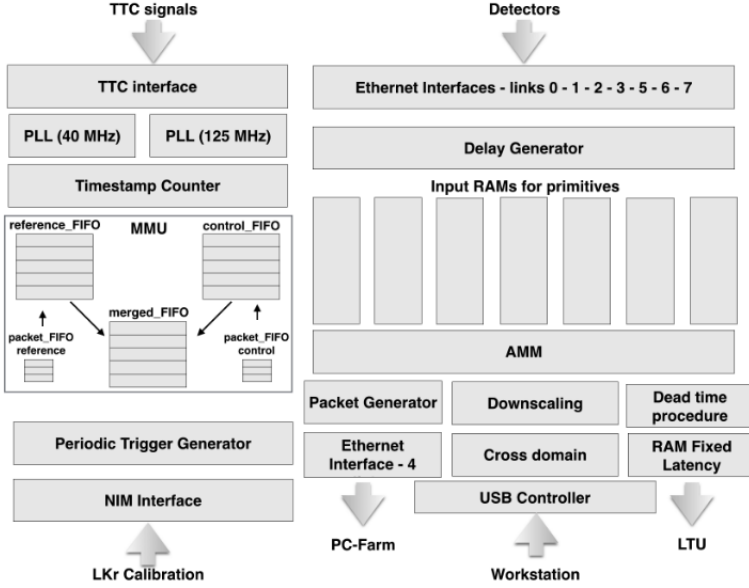 TTC signals
TTC interface
PLL (40 MHz)
PLL (125 MHz)
Timestamp Counter
reference_FIFO
MMU
control_FIFO
merged_FIFO
packet_FIFO
reference
packet_FIFO
control
Periodic Trigger Generator
NIM Interface
LKr Calibration
Detectors
Ethernet Interfaces - links 0 - 1 - 2 - 3 - 5 - 6 - 7
Delay Generator
Input RAMs for primitives
AMM
Packet Generator
Downscaling
Dead time
procedure
Ethernet
Interface - 4
Cross domain
RAM Fixed
Latency
USB Controller
PC-Farm
Workstation
LTU